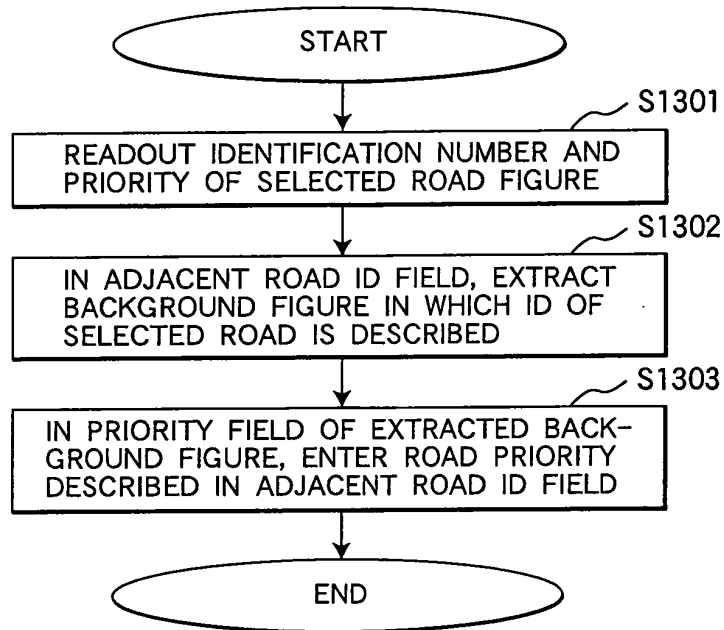 START
S1301
READOUT IDENTIFICATION NUMBER AND
PRIORITY OF SELECTED ROAD FIGURE
S1302
IN ADJACENT ROAD ID FIELD, EXTRACT
BACKGROUND FIGURE IN WHICH ID OF
SELECTED ROAD IS DESCRIBED
S1303
IN PRIORITY FIELD OF EXTRACTED BACK-
GROUND FIGURE, ENTER ROAD PRIORITY
DESCRIBED IN ADJACENT ROAD ID FIELD
END